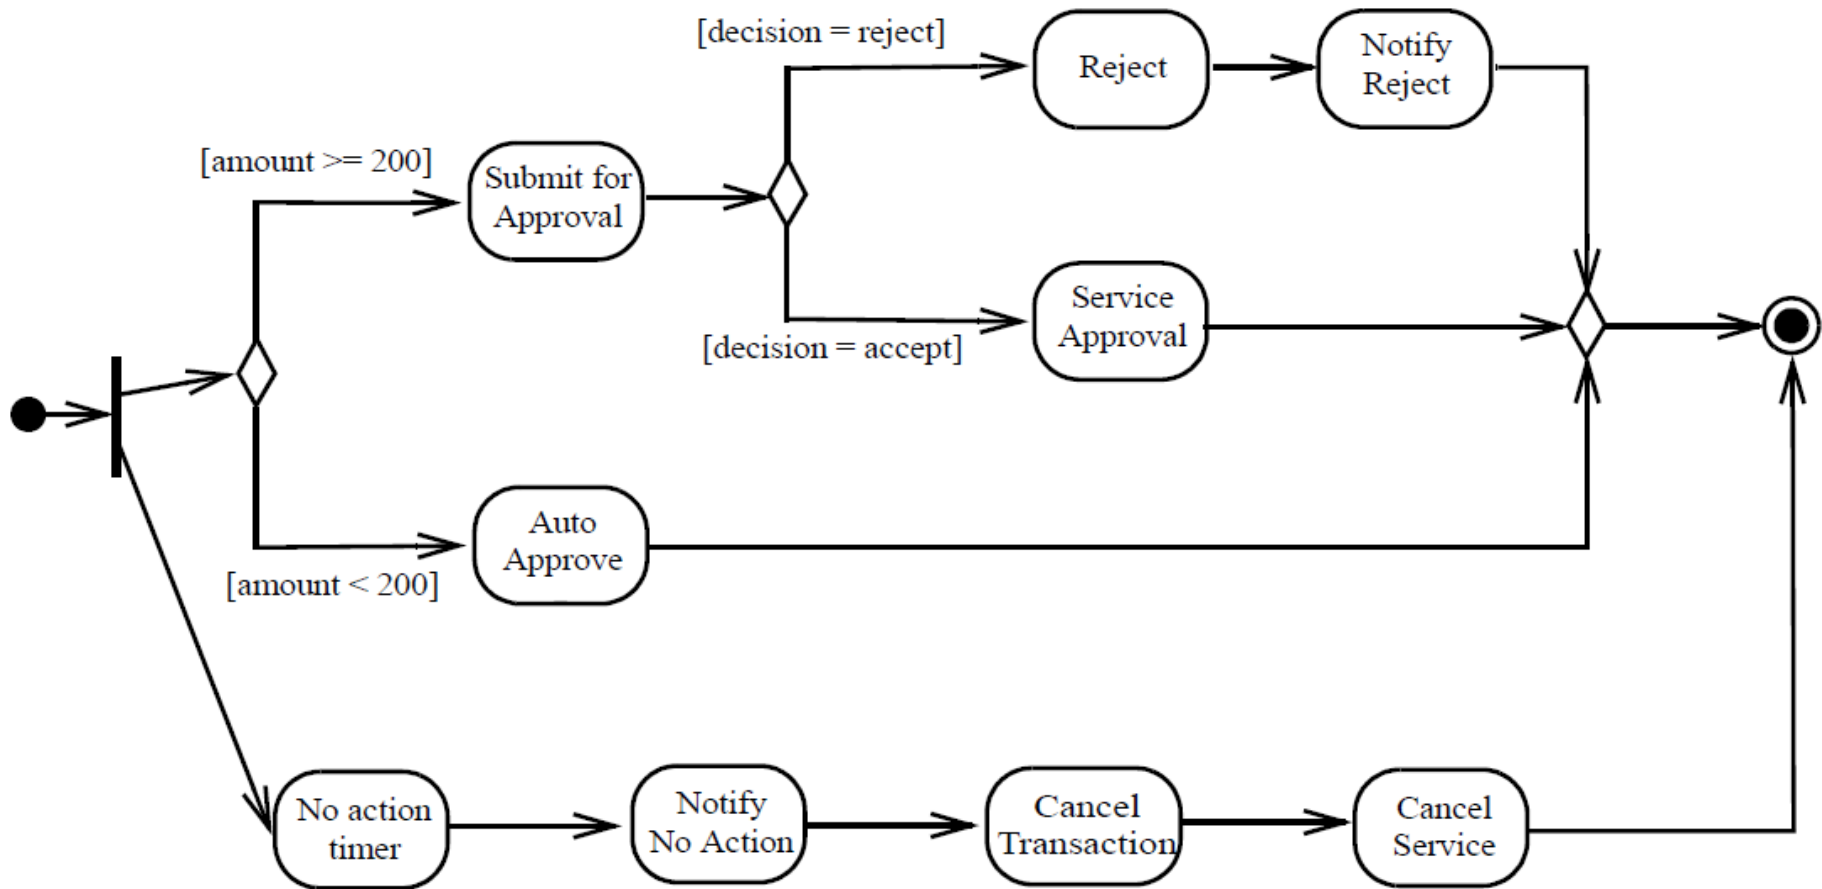 [decision = reject]
Reject
Notify
Reject
[amount >= 200]
Submit for
Approval
Service
Approval
[decision = accept]
Auto
Approve
[amount < 200]
No action
timer
Notify
No Action
Cancel
Transaction
Cancel
Service